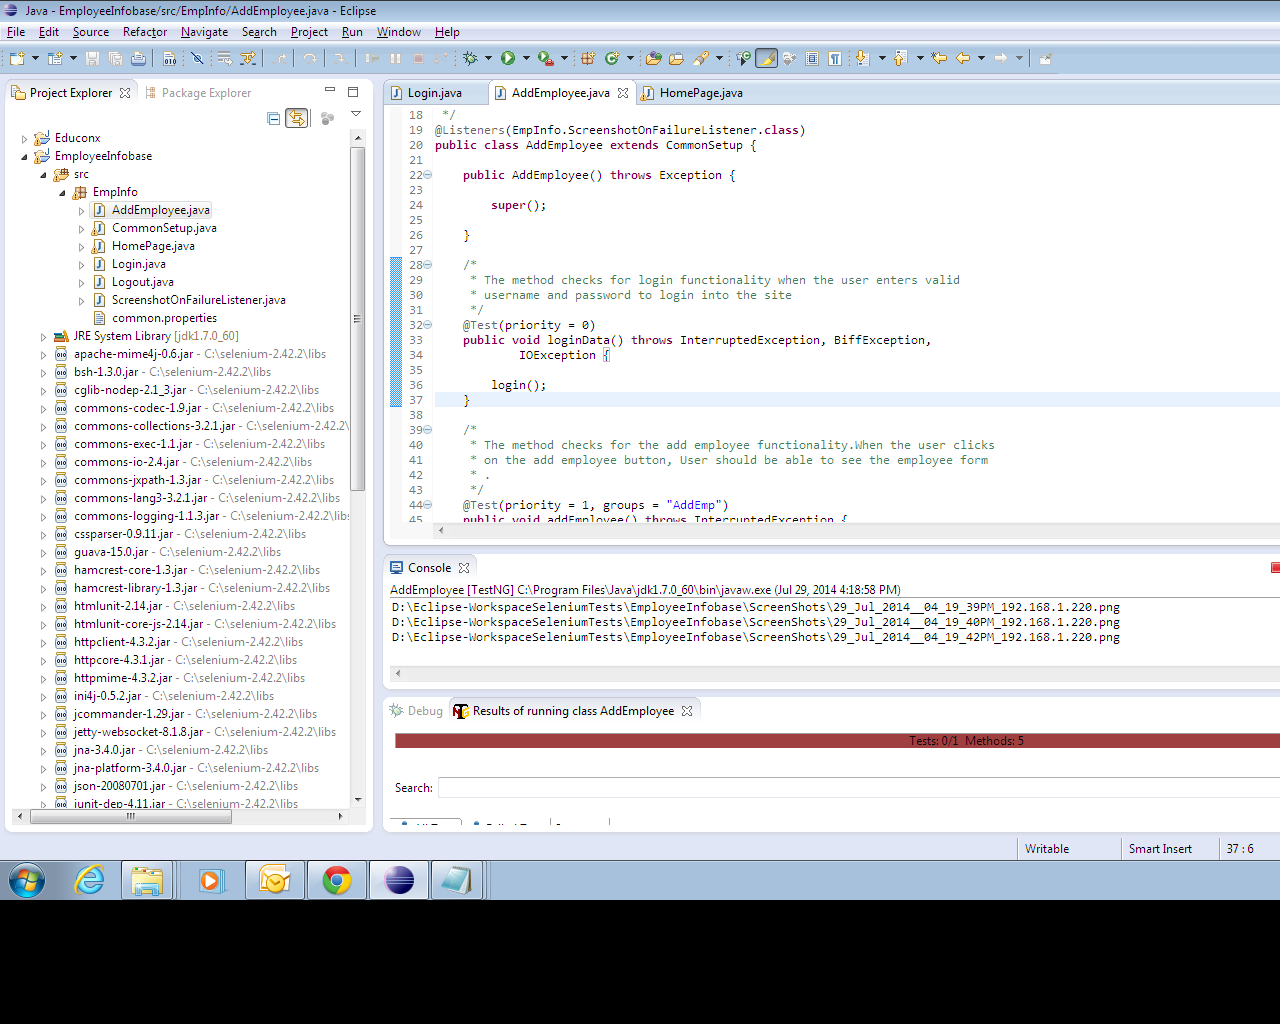 Java - EmployeeInfobase/src/EmpInfo/AddEmployee.java - Eclipse
File Edit Source Refactor Navigate Search Project Run Window Help
Project Explorer Package Explorer
Educonx
EmployeeInfobase
src
EmpInfo
AddEmployee.java
CommonSetup.java
HomePage.java
Login.java
Logout.java
ScreenshotOnFailureListener.java
common.properties
JRE System Library [jdk1.7.0_60]
apache-mime4j-0.6.jar - C:\selenium-2.42.2\libs
bsh-1.3.0.jar - C:\selenium-2.42.2\libs
cglib-nodep-2.1_3.jar - C:\selenium-2.42.2\libs
commons-codec-1.9.jar - C:\selenium-2.42.2\libs
commons-collections-3.2.1.jar - C:\selenium-2.42.2\
commons-exec-1.1.jar - C:\selenium-2.42.2\libs
commons-io-2.4.jar - C:\selenium-2.42.2\libs
commons-jxpath-1.3.jar - C:\selenium-2.42.2\libs
commons-lang3-3.2.1.jar - C:\selenium-2.42.2\libs
commons-logging-1.1.3.jar - C:\selenium-2.42.2\libs
cssparser-0.9.11.jar - C:\selenium-2.42.2\libs
guava-15.0.jar - C:\selenium-2.42.2\libs
hamcrest-core-1.3.jar - C:\selenium-2.42.2\libs
hamcrest-library-1.3.jar - C:\selenium-2.42.2\libs
htmlunit-2.14.jar - C:\selenium-2.42.2\libs
htmlunit-core-js-2.14.jar - C:\selenium-2.42.2\libs
httpclient-4.3.2.jar - C:\selenium-2.42.2\libs
httpcore-4.3.1.jar - C:\selenium-2.42.2\libs
httpmime-4.3.2.jar - C:\selenium-2.42.2\libs
ini4j-0.5.2.jar - C:\selenium-2.42.2\libs
jcommander-1.29.jar - C:\selenium-2.42.2\libs
jetty-websocket-8.1.8.jar - C:\selenium-2.42.2\libs
jna-3.4.0.jar - C:\selenium-2.42.2\libs
jna-platform-3.4.0.jar - C:\selenium-2.42.2\libs
json-20080701.jar - C:\selenium-2.42.2\libs
junit-dep-4.11.jar - C:\selenium-2.42.2\libs
Login.java AddEmployee.java HomePage.java
18 */
19 @Listeners(EmpInfo.ScreenshotOnFailureListener.class)
20 public class AddEmployee extends CommonSetup {
21
22 public AddEmployee() throws Exception {
23
24 super();
25
26 }
27
28 /*
29 * The method checks for login functionality when the user enters valid
30 * username and password to login into the site
31 */
32 @Test(priority = 0)
33 public void loginData() throws InterruptedException, BiffException,
34 IOException {
35
36 login();
37 }
38
39 /*
40 * The method checks for the add employee functionality.When the user clicks
41 * on the add employee button, User should be able to see the employee form
42 * .
43 */
44 @Test(priority = 1, groups = "AddEmp")
45 public void addEmployee() throws InterruptedException {
Console
AddEmployee [TestNG] C:\Program Files\Java\jdk1.7.0_60\bin\javaw.exe (Jul 29, 2014 4:18:58 PM)
D:\Eclipse-WorkspaceSeleniumTests\EmployeeInfobase\ScreenShots\29_Jul_2014__04_19_39PM_192.168.1.220.png
D:\Eclipse-WorkspaceSeleniumTests\EmployeeInfobase\ScreenShots\29_Jul_2014__04_19_40PM_192.168.1.220.png
D:\Eclipse-WorkspaceSeleniumTests\EmployeeInfobase\ScreenShots\29_Jul_2014__04_19_42PM_192.168.1.220.png
Debug Results of running class AddEmployee
Tests: 0/1 Methods: 5
Search:
Writable Smart Insert 37 : 6